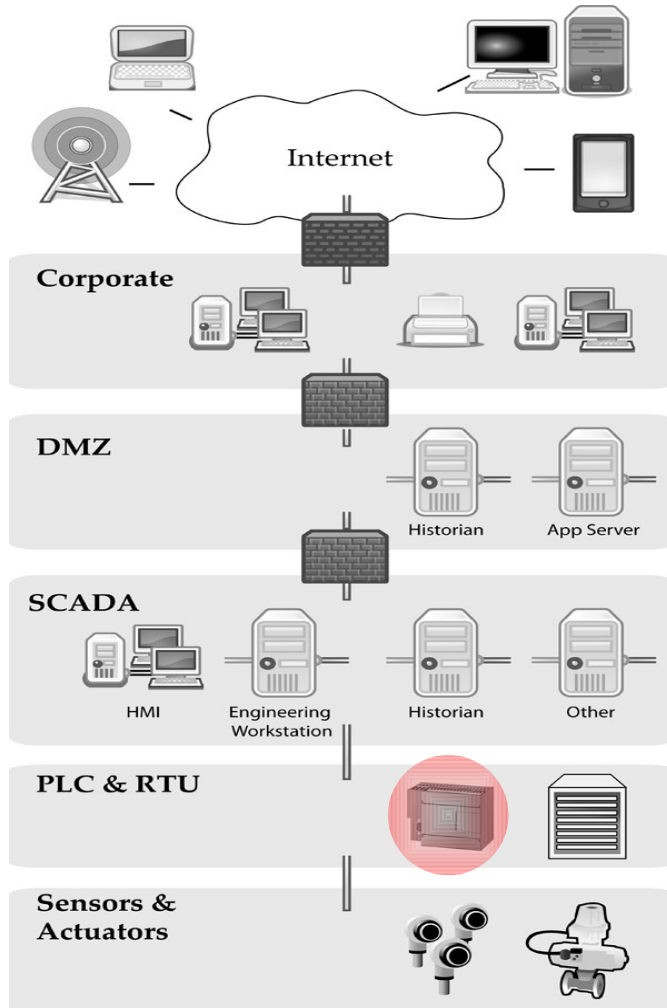 Internet
Corporate
DMZ
Historian
App Server
SCADA
HMI
Engineering
Workstation
Historian
Other
PLC & RTU
Sensors &
Actuators